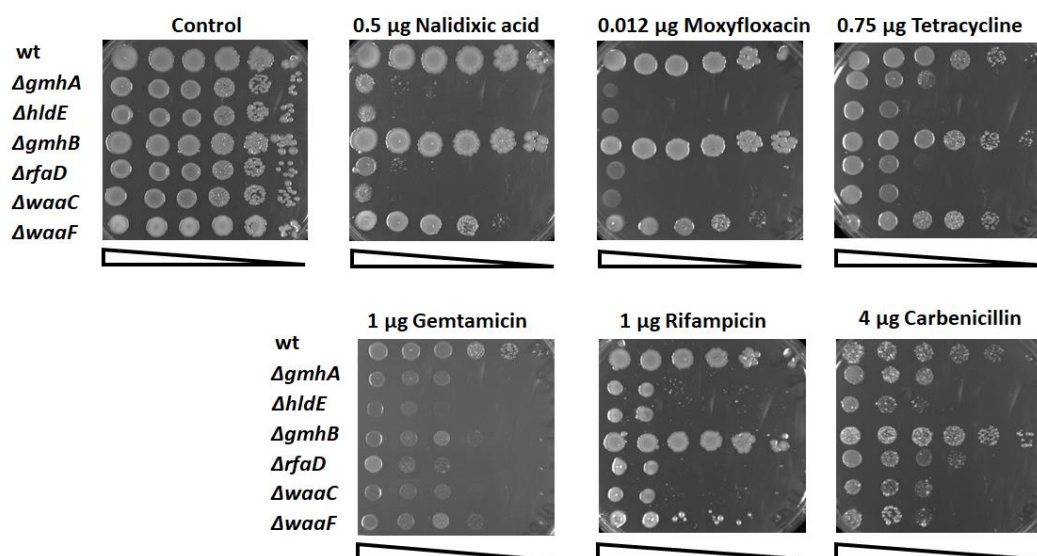 Control
0.5 µg Nalidixic acid
0.012 µg Moxyfloxacin
0.75 µg Tetracycline
wt
ΔgmhA
ΔhldE
ΔgmhB
ΔrfaD
ΔwaaC
ΔwaaF
1 µg Gemtamicin
1 µg Rifampicin
4 µg Carbenicillin
wt
ΔgmhA
ΔhldE
ΔgmhB
ΔrfaD
ΔwaaC
ΔwaaF